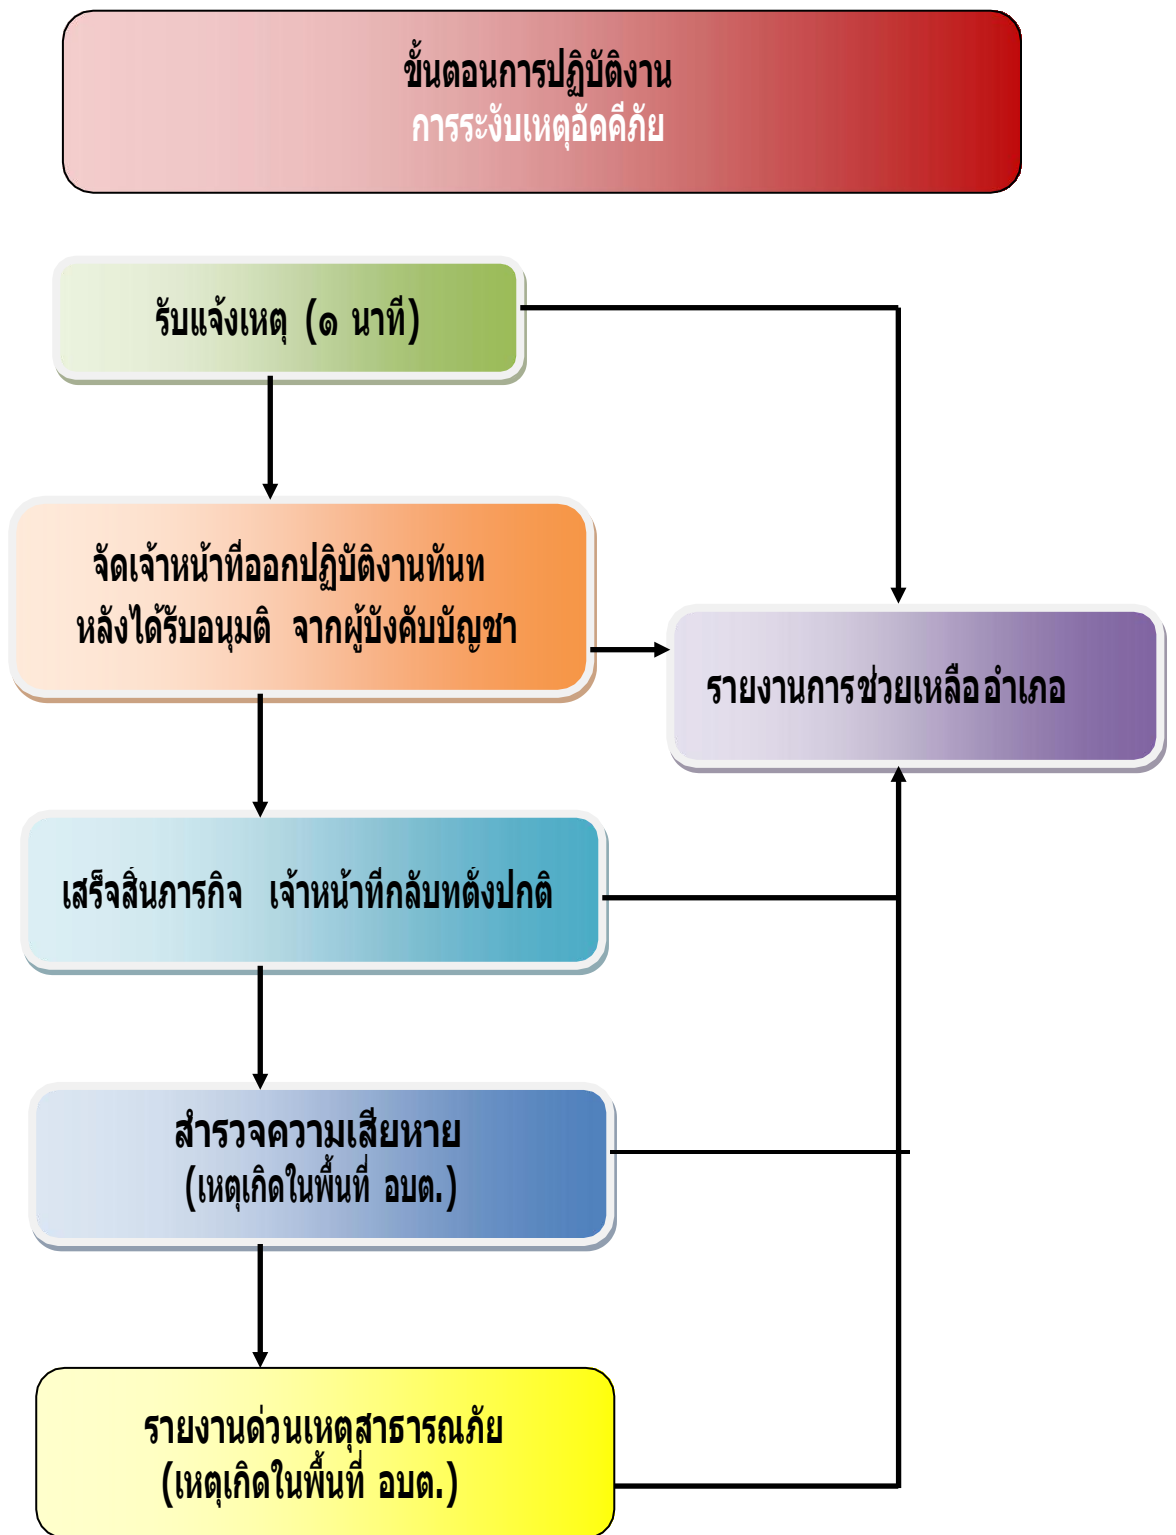 ขั้นตอนการปฏิบัติงาน
การระงับเหตุอัคคีภัย
รับแจ้งเหตุ (๑ นาที)
จัดเจ้าหน้าที่ออกปฏิบัติงานทันท
หลังได้รับอนุมติ จากผู้บังคับบัญชา
รายงานการช่วยเหลืออำเภอ
เสร็จสิ้นภารกิจ เจ้าหน้าที่กลับทตั้งปกติ
สำรวจความเสียหาย
(เหตุเกิดในพื้นที่ อบต.)
รายงานด่วนเหตุสาธารณภัย
(เหตุเกิดในพื้นที่ อบต.)